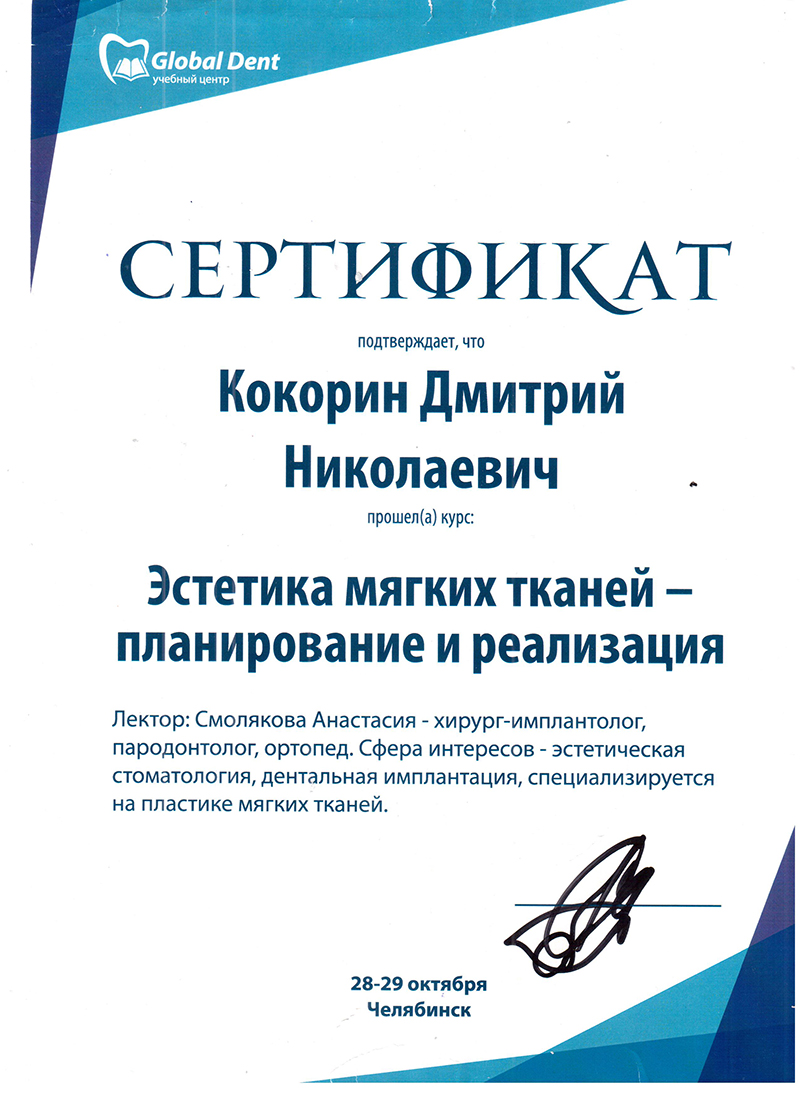 Global Dent
учебный центр
СЕРТИФИКАТ
подтверждает, что
Кокорин Дмитрий
Николаевич
прошел(а) курс:
Эстетика мягких тканей –
планирование и реализация
Лектор: Смолякова Анастасия - хирург-имплантолог,
пародонтолог, ортопед. Сфера интересов - эстетическая
стоматология, дентальная имплантация, специализируется
на пластике мягких тканей.
28-29 октября
Челябинск